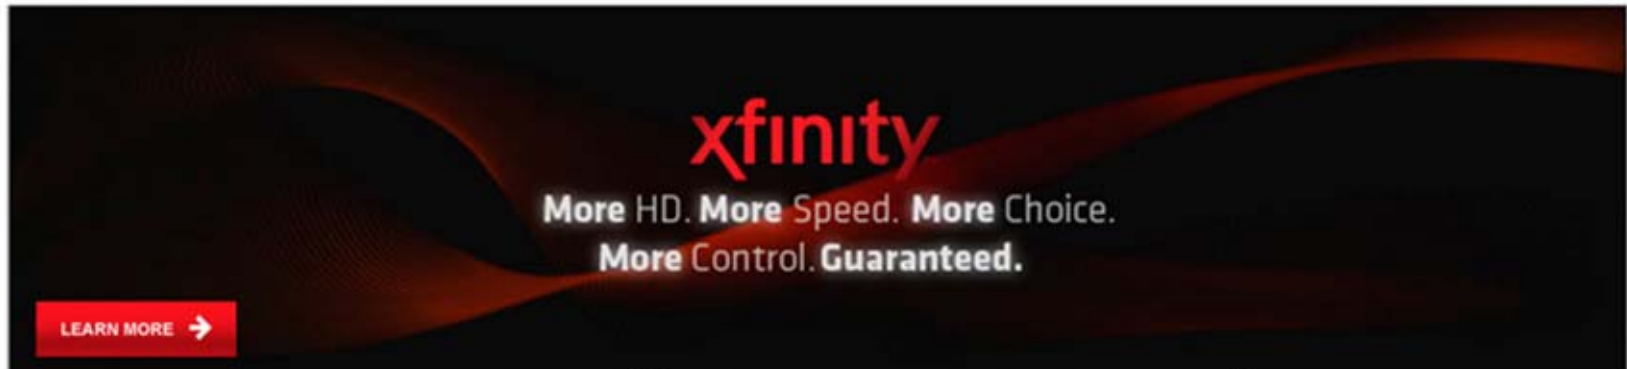 xfinity
More HD. More Speed. More Choice.
More Control. Guaranteed.
LEARN MORE